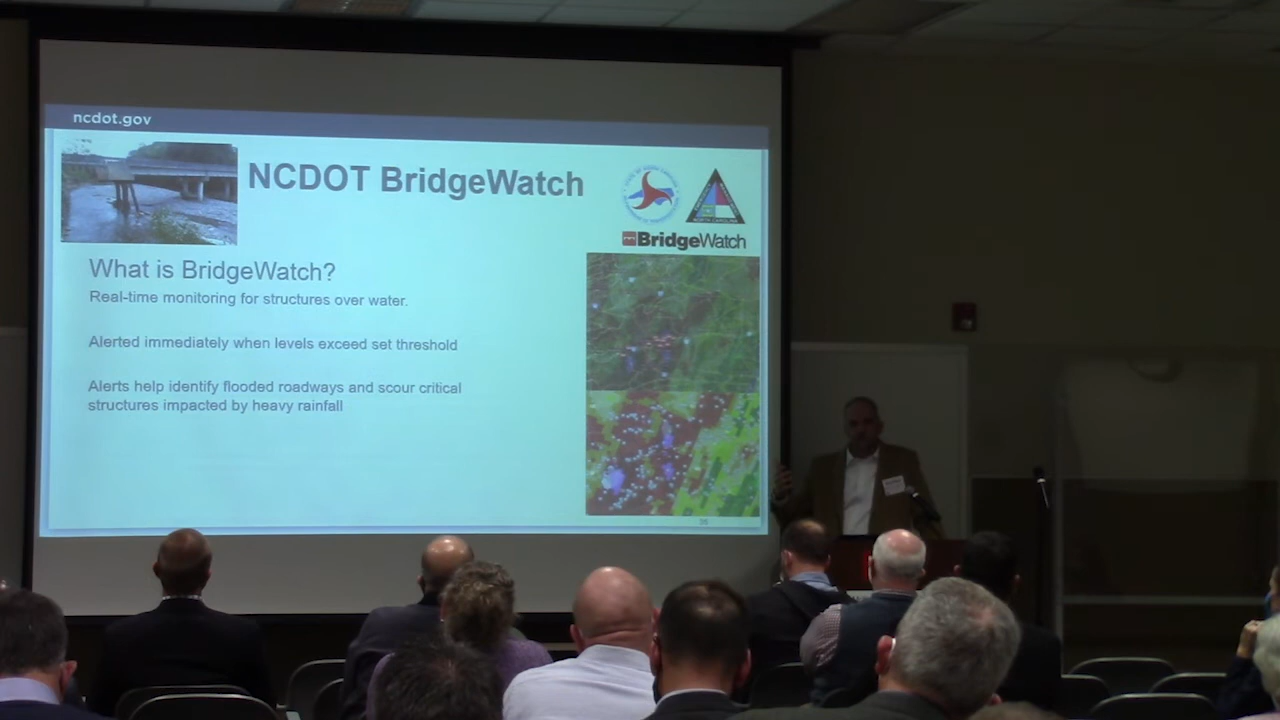 ncdot.gov
NCDOT BridgeWatch
BridgeWatch
What is BridgeWatch?
Real-time monitoring for structures over water.
Alerted immediately when levels exceed set threshold
Alerts help identify flooded roadways and scour critical
structures impacted by heavy rainfall